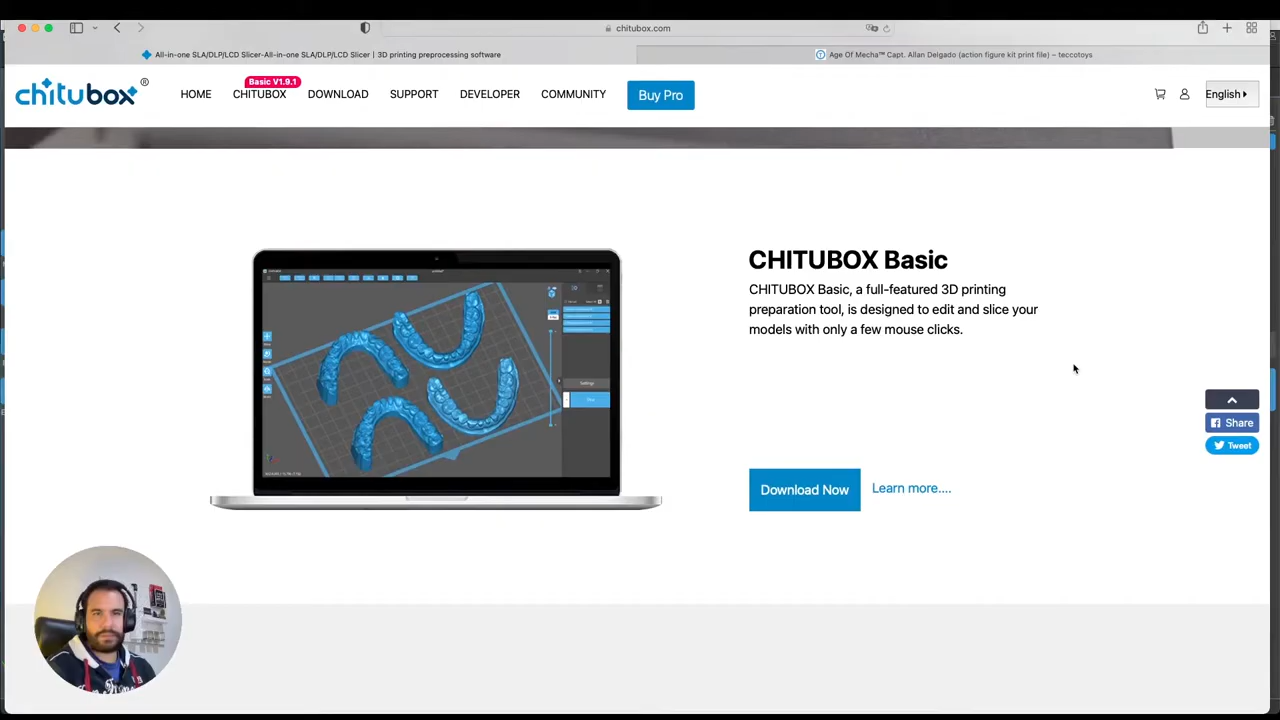 chitubox.com
All-in-one SLA/DLP/LCD Slicer-All-in-one SLA/DLP/LCD Slicer | 3D printing preprocessing software
Age Of Mecha™ Capt. Allan Delgado (action figure kit print file) – teccotoys
chitubox®
HOME
Basic V1.9.1
CHITUBOX
DOWNLOAD
SUPPORT
DEVELOPER
COMMUNITY
Buy Pro
English
CHITUBOX Basic
CHITUBOX Basic, a full-featured 3D printing
preparation tool, is designed to edit and slice your
models with only a few mouse clicks.
Settings
Share
Tweet
Download Now
Learn more....